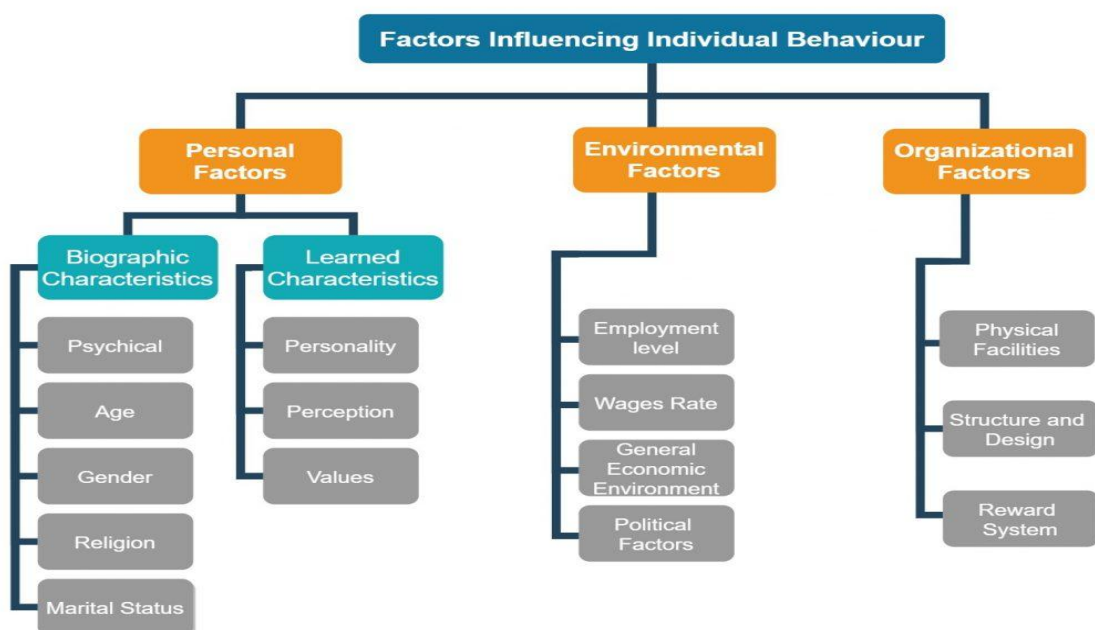 Factors Influencing Individual Behaviour
Personal
Factors
Environmental
Factors
Organizational
Factors
Biographic
Characteristics
Learned
Characteristics
Psychical
Age
Gender
Religion
Marital Status
Personality
Perception
Values
Employment
level
Wages Rate
General
Economic
Environment
Political
Factors
Physical
Facilities
Structure and
Design
Reward
System